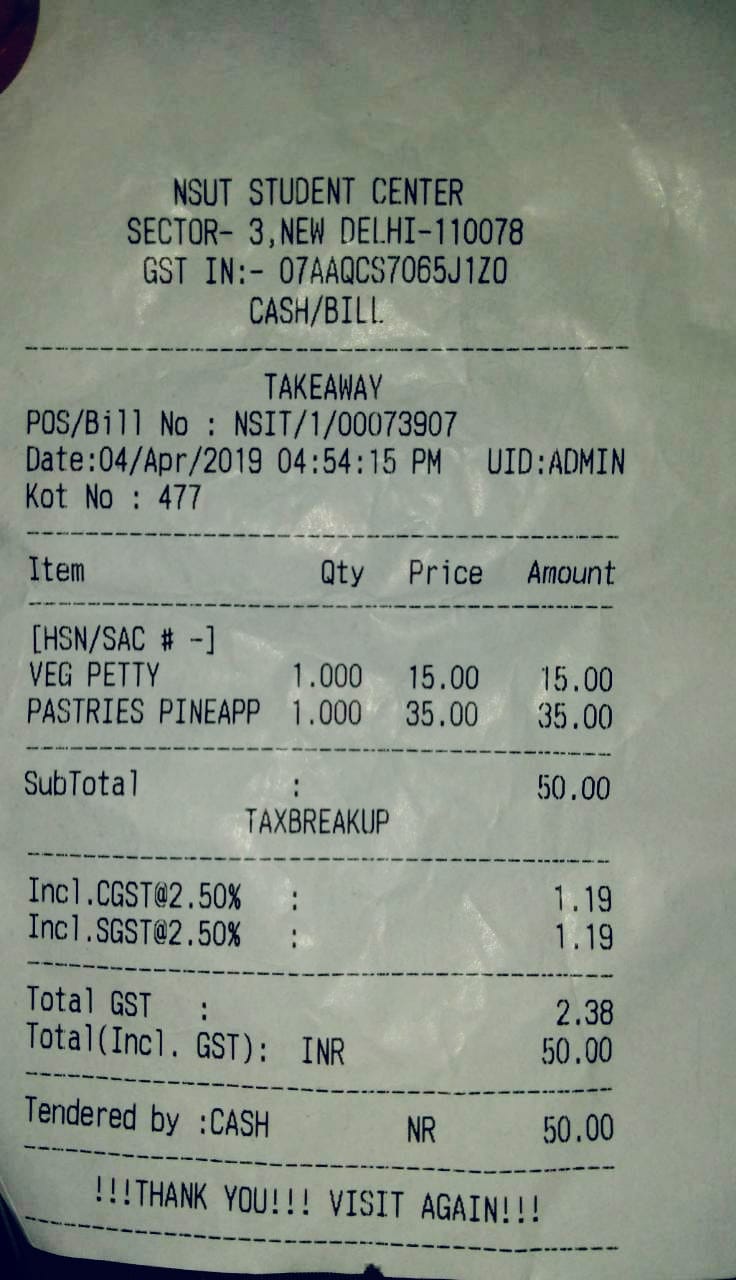 NSUT STUDENT CENTER
SECTOR- 3,NEW DELHI-110078
GST IN:- 07AAQCS7065J1ZO
CASH/BILL
TAKEAWAY
POS/Bill No : NSIT/1/00073907
Date:04/Apr/2019 04:54:15 PM UID:ADMIN
Kot No : 477
Item Qty Price Amount
[HSN/SAC # -]
VEG PETTY 1.000 15.00 15.00
PASTRIES PINEAPP 1.000 35.00 35.00
SubTotal : 50.00
TAXBREAKUP
Incl.CGST@2.50% : 1.19
Incl.SGST@2.50% : 1.19
Total GST : 2.38
Total(Incl. GST): INR 50.00
Tendered by :CASH NR 50.00
!!!THANK YOU!!! VISIT AGAIN!!!